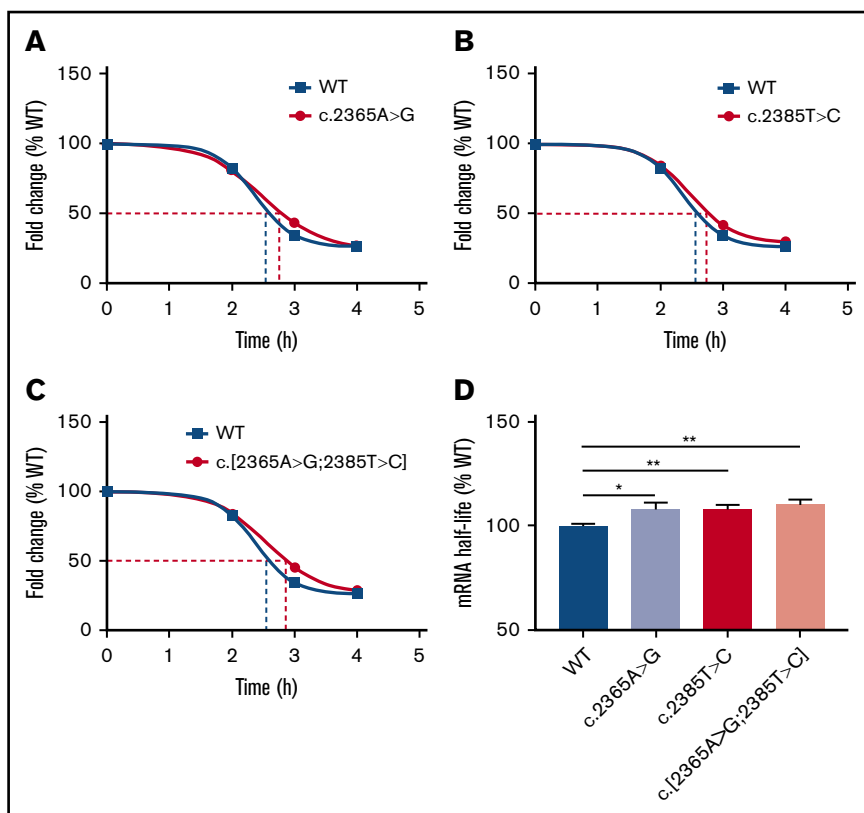 A
150
100
50
0
Fold change (% WT)
WT
c.2365A>G
0 1 2 3 4 5
Time (h)
B
150
100
50
0
Fold change (% WT)
WT
c.2385T>C
0 1 2 3 4 5
Time (h)
C
150
100
50
0
Fold change (% WT)
WT
c.[2365A>G;2385T>C]
0 1 2 3 4 5
Time (h)
D
150
100
50
mRNA half-life (% WT)
**
**
*
WT
c.2365A>G
c.2385T>C
c.[2365A>G;2385T>C]